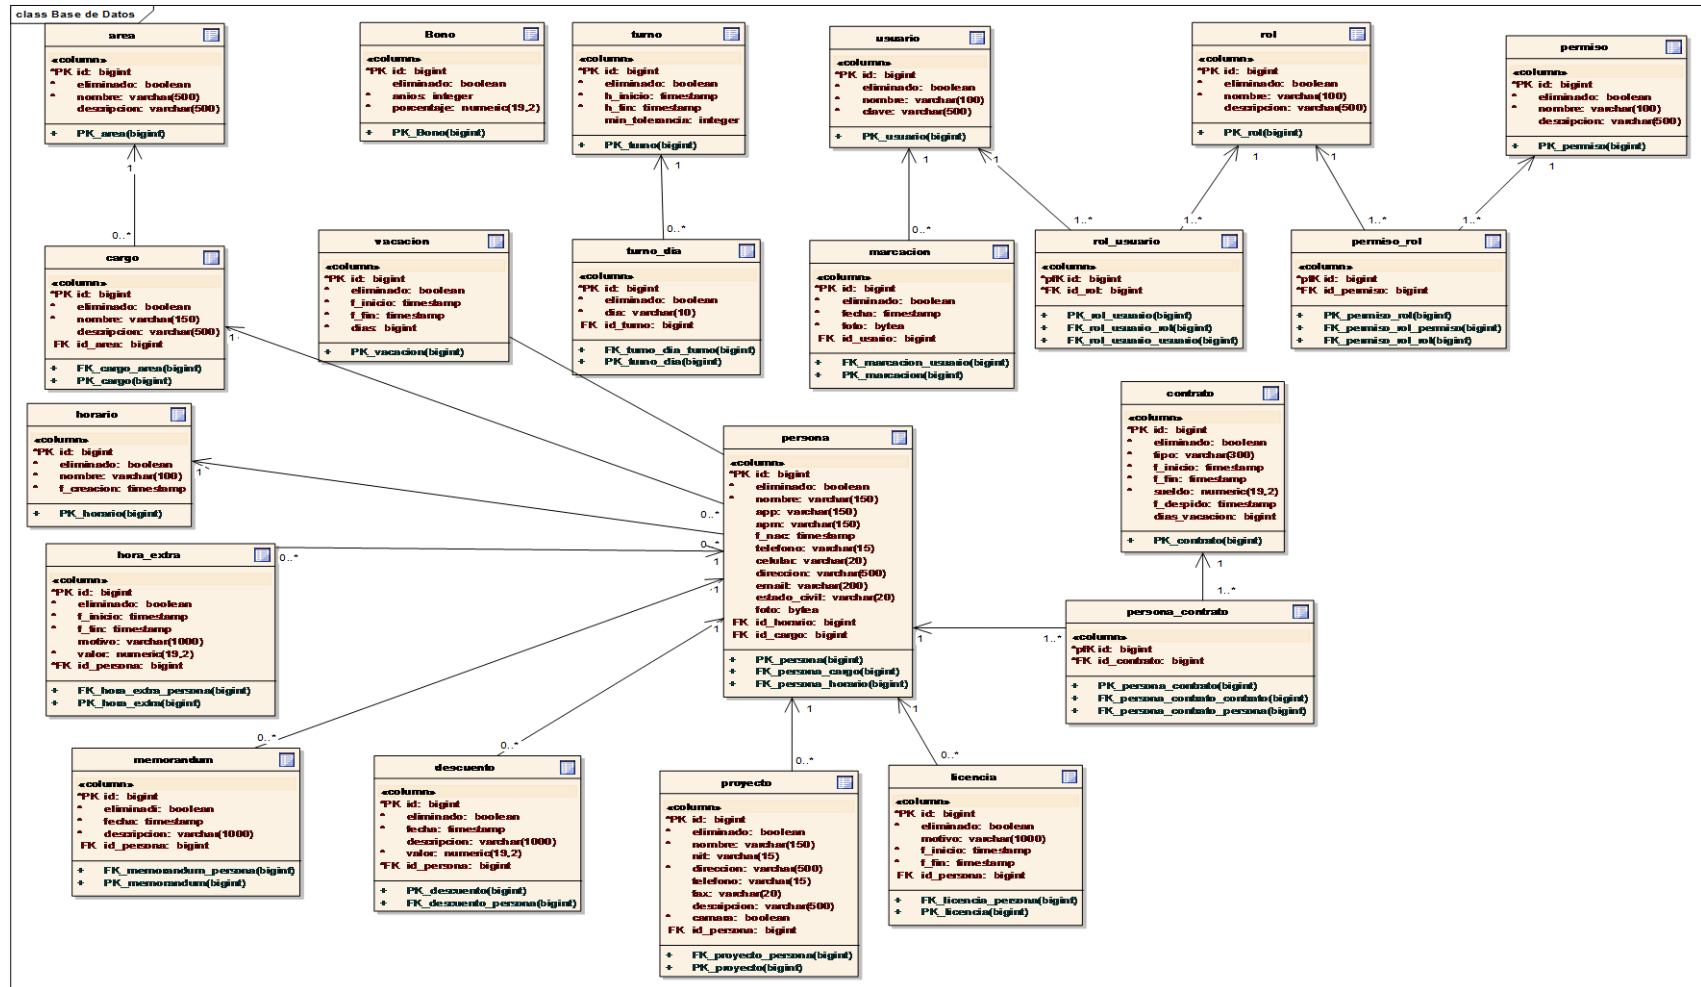 class Base de Datos
area
«column»
*PK id: bigint
* eliminado: boolean
* nombre: varchar(500)
descripcion: varchar(500)
+ PK_area(bigint)
Bono
«column»
*PK id: bigint
eliminado: boolean
* anios: integer
* porcentaje: numeric(19,2)
+ PK_Bono(bigint)
turno
«column»
*PK id: bigint
* eliminado: boolean
* h_inicio: timestamp
* h_fin: timestamp
min_tolerancia: integer
+ PK_turno(bigint)
usuario
«column»
*PK id: bigint
* eliminado: boolean
* nombre: varchar(100)
* clave: varchar(500)
+ PK_usuario(bigint)
rol
«column»
*PK id: bigint
* eliminado: boolean
* nombre: varchar(100)
descripcion: varchar(500)
+ PK_rol(bigint)
permiso
«column»
*PK id: bigint
* eliminado: boolean
* nombre: varchar(100)
descipcion: varchar(500)
+ PK_permiso(bigint)
1
1
1
1
1
1
1
0..*
0..*
0..*
1..*
1..*
1..*
1..*
cargo
«column»
*PK id: bigint
* eliminado: boolean
* nombre: varchar(150)
descripcion: varchar(500)
FK id_area: bigint
+ FK_cargo_area(bigint)
+ PK_cargo(bigint)
vacacion
«column»
*PK id: bigint
* eliminado: boolean
* f_inicio: timestamp
* f_fin: timestamp
* dias: bigint
+ PK_vacacion(bigint)
turno_dia
«column»
*PK id: bigint
* eliminado: boolean
* dia: varchar(10)
FK id_turno: bigint
+ FK_turno_dia_turno(bigint)
+ PK_turno_dia(bigint)
marcacion
«column»
*PK id: bigint
* eliminado: boolean
* fecha: timestamp
* foto: bytea
FK id_usario: bigint
+ FK_marcacion_usuario(bigint)
+ PK_marcacion(bigint)
rol_usuario
«column»
*pfK id: bigint
*FK id_rol: bigint
+ PK_rol_usuario(bigint)
+ FK_rol_usuario_rol(bigint)
+ FK_rol_usuario_usuario(bigint)
permiso_rol
«column»
*pfK id: bigint
*FK id_permiso: bigint
+ PK_permiso_rol(bigint)
+ FK_permiso_rol_permiso(bigint)
+ FK_permiso_rol_rol(bigint)
1
horario
«column»
*PK id: bigint
* eliminado: boolean
* nombre: varchar(100)
* f_creacion: timestamp
+ PK_horario(bigint)
1
persona
«column»
*PK id: bigint
* eliminado: boolean
* nombre: varchar(150)
app: varchar(150)
apm: varchar(150)
f_nac: timestamp
telefono: varchar(15)
celular: varchar(20)
direccion: varchar(500)
email: varchar(200)
estado_civil: varchar(20)
foto: bytea
FK id_horario: bigint
FK id_cargo: bigint
+ PK_persona(bigint)
+ FK_persona_cargo(bigint)
+ FK_persona_horario(bigint)
0..*
0..*
1
1
1
1
1
1
contrato
«column»
*PK id: bigint
* eliminado: boolean
* tipo: varchar(300)
* f_inicio: timestamp
* f_fin: timestamp
* sueldo: numeric(19,2)
f_despido: timestamp
dias_vacacion: bigint
+ PK_contrato(bigint)
1
1..*
hora_extra
«column»
*PK id: bigint
* eliminado: boolean
* f_inicio: timestamp
* f_fin: timestamp
motivo: varchar(1000)
* valor: numeric(19,2)
*FK id_persona: bigint
+ FK_hora_extra_persona(bigint)
+ PK_hora_extra(bigint)
0..*
persona_contrato
«column»
*pfK id: bigint
*FK id_contrato: bigint
+ PK_persona_contrato(bigint)
+ FK_persona_contrato_contrato(bigint)
+ FK_persona_contrato_persona(bigint)
1..*
0..*
0..*
0..*
0..*
memorandum
«column»
*PK id: bigint
* eliminadi: boolean
* fecha: timestamp
* descripcion: varchar(1000)
FK id_persona: bigint
+ FK_memorandum_persona(bigint)
+ PK_memorandum(bigint)
descuento
«column»
*PK id: bigint
* eliminado: boolean
* fecha: timestamp
descripcion: varchar(1000)
* valor: numeric(19,2)
*FK id_persona: bigint
+ PK_descuento(bigint)
+ FK_descuento_persona(bigint)
proyecto
«column»
*PK id: bigint
* eliminado: boolean
* nombre: varchar(150)
nit: varchar(15)
* direccion: varchar(500)
telefono: varchar(15)
fax: varchar(20)
descipcion: varchar(500)
* camara: boolean
FK id_persona: bigint
+ FK_proyecto_persona(bigint)
+ PK_proyecto(bigint)
licencia
«column»
*PK id: bigint
* eliminado: boolean
motivo: varchar(1000)
* f_inicio: timestamp
* f_fin: timestamp
FK id_persona: bigint
+ FK_licencia_persona(bigint)
+ PK_licencia(bigint)